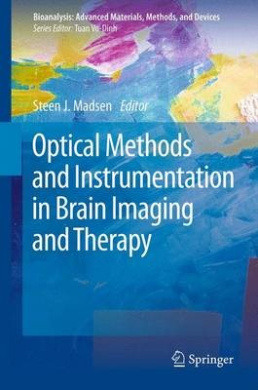 Bioanalysis: Advanced Materials, Methods, and Devices
Series Editor: Tuan Vo-Dinh
Steen J. Madsen Editor
Optical Methods
and Instrumentation
in Brain Imaging
and Therapy
Springer